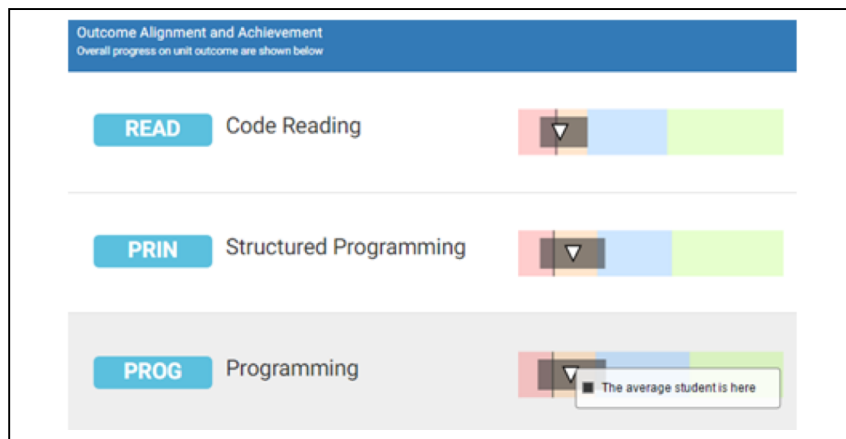 Outcome Alignment and Achievement
Overall progress on unit outcome are shown below
READ Code Reading
PRIN Structured Programming
PROG Programming
The average student is here